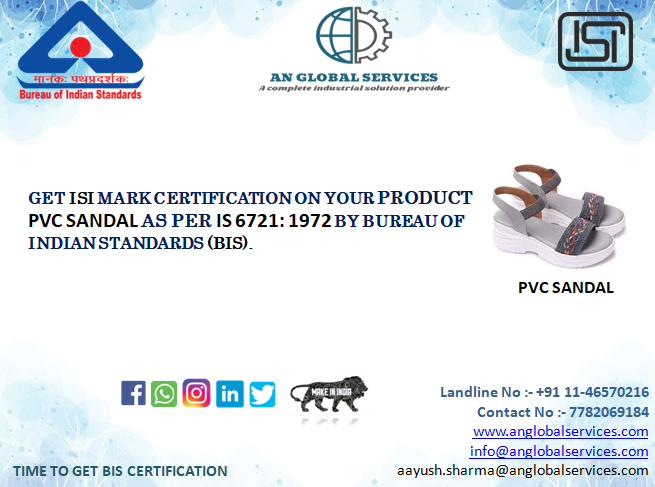 मानक: पथप्रदर्शक:
Bureau of Indian Standards
AN GLOBAL SERVICES
A complete industrial solution provider
ISI
GET ISI MARK CERTIFICATION ON YOUR PRODUCT
PVC SANDAL AS PER IS 6721: 1972 BY BUREAU OF
INDIAN STANDARDS (BIS).
PVC SANDAL
MAKE IN INDIA
Landline No :- +91 11-46570216
Contact No :- 7782069184
www.anglobalservices.com
info@anglobalservices.com
TIME TO GET BIS CERTIFICATION
aayush.sharma@anglobalservices.com